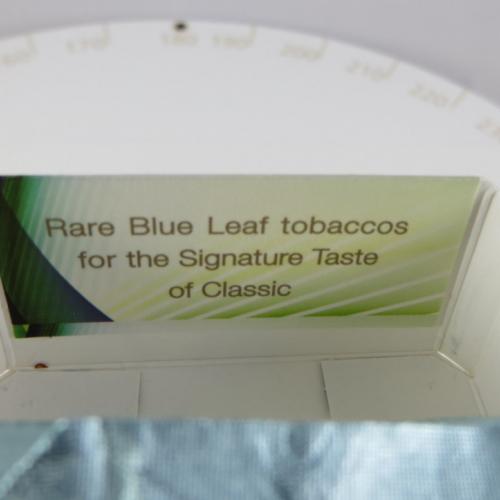 170
180
190
200
210
220
Rare Blue Leaf tobaccos
for the Signature Taste
of Classic